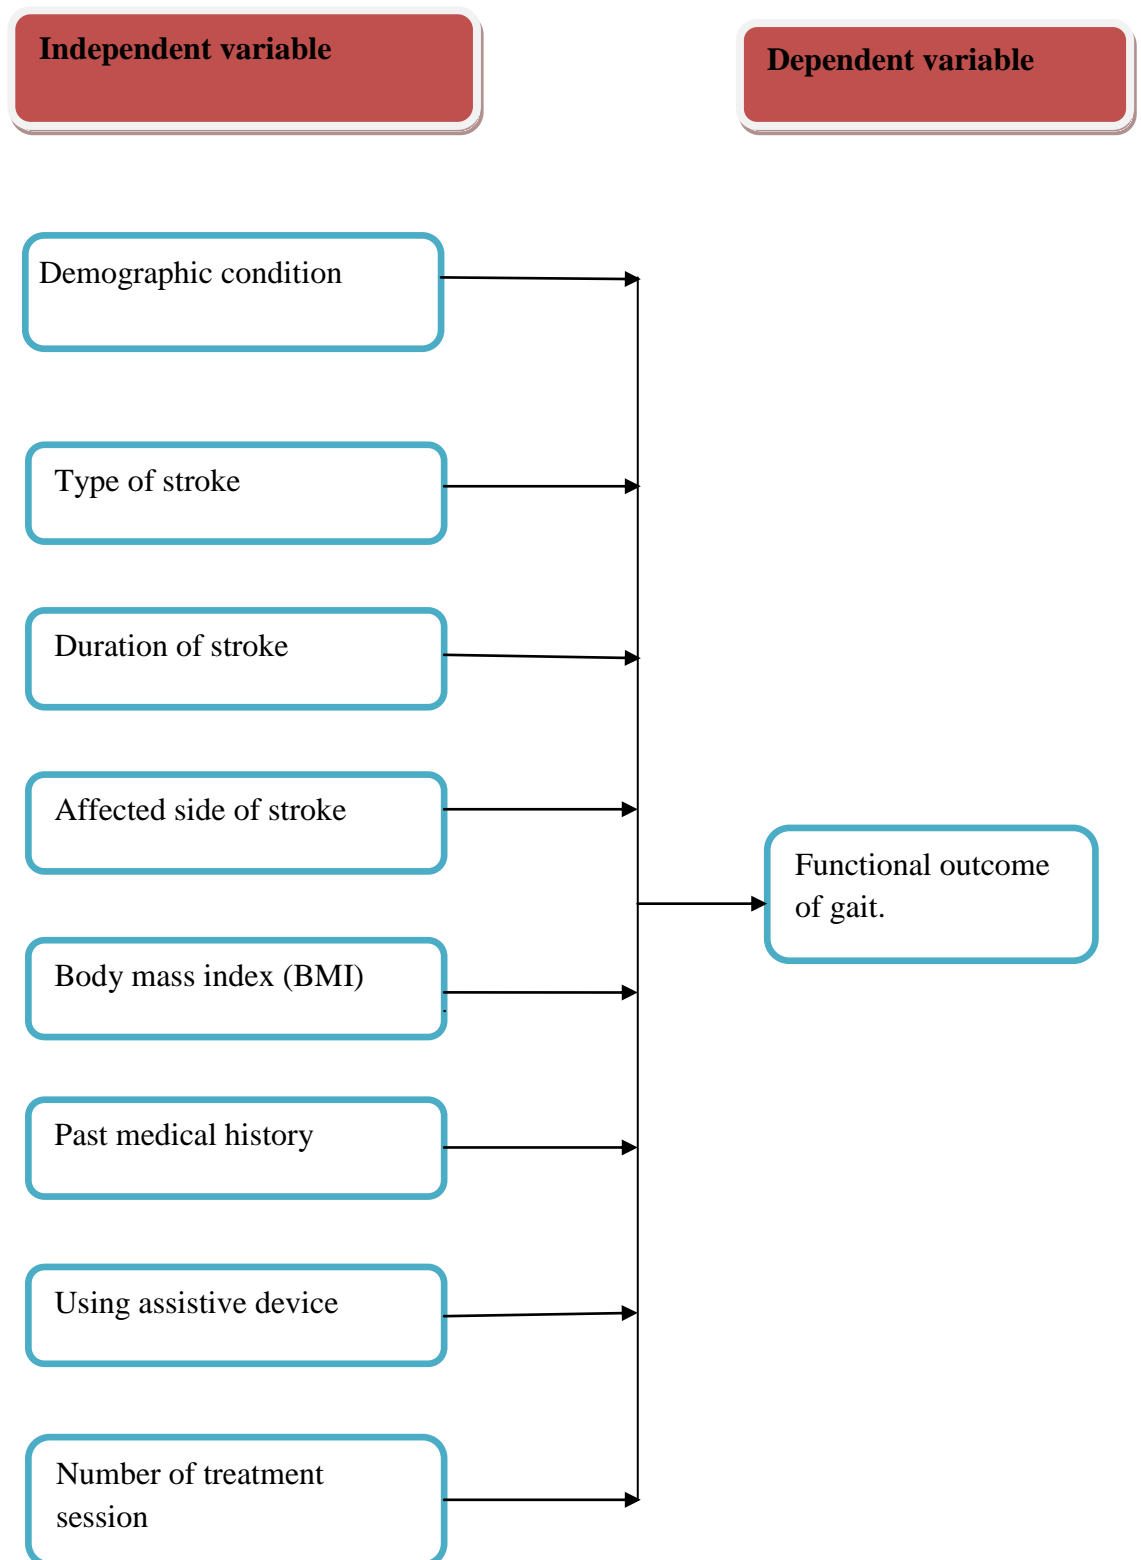 Independent variable
Dependent variable
Demographic condition
Type of stroke
Duration of stroke
Affected side of stroke
Functional outcome
of gait.
Body mass index (BMI)
Past medical history
Using assistive device
Number of treatment
session